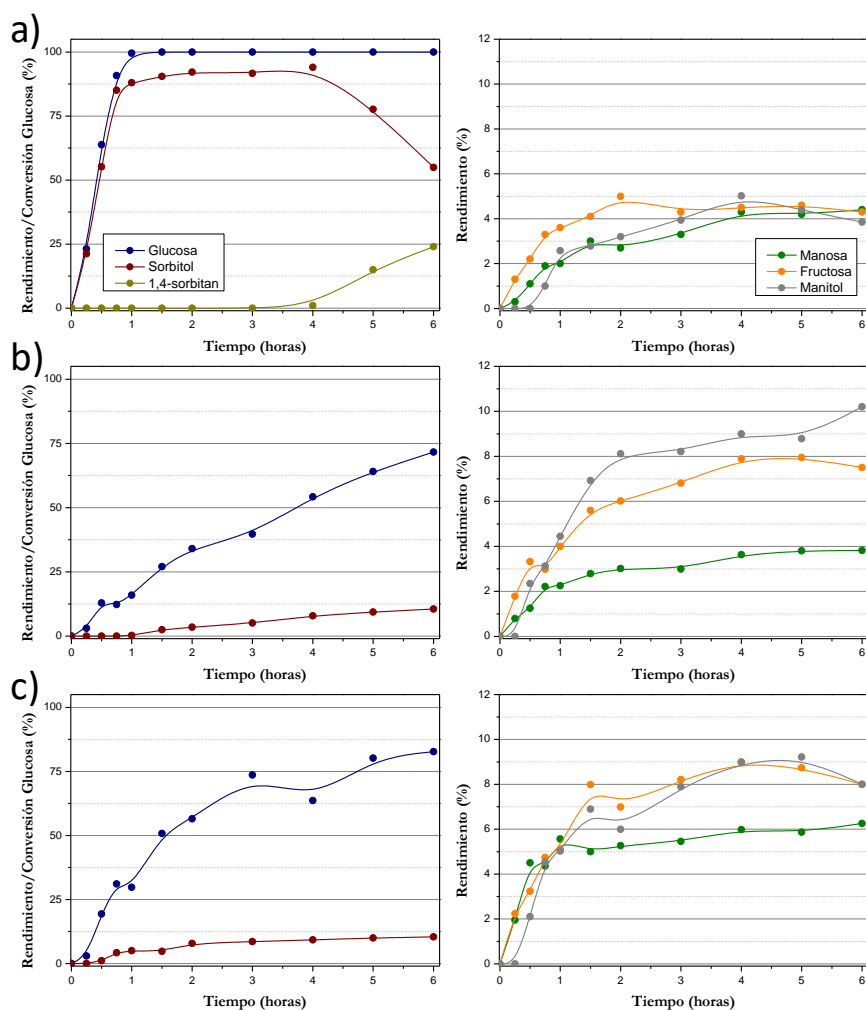 a)
Rendimiento/Conversión Glucosa (%)
100
75
50
25
0
Glucosa
Sorbitol
1,4-sorbitan
0 1 2 3 4 5 6
Tiempo (horas)
Rendimiento (%)
12
10
8
6
4
2
0
Manosa
Fructosa
Manitol
0 1 2 3 4 5 6
Tiempo (horas)
b)
Rendimiento/Conversión Glucosa (%)
100
75
50
25
0
0 1 2 3 4 5 6
Tiempo (horas)
Rendimiento (%)
12
10
8
6
4
2
0
0 1 2 3 4 5 6
Tiempo (horas)
c)
Rendimiento/Conversión Glucosa (%)
100
75
50
25
0
0 1 2 3 4 5 6
Tiempo (horas)
Rendimiento (%)
12
10
8
6
4
2
0
0 1 2 3 4 5 6
Tiempo (horas)